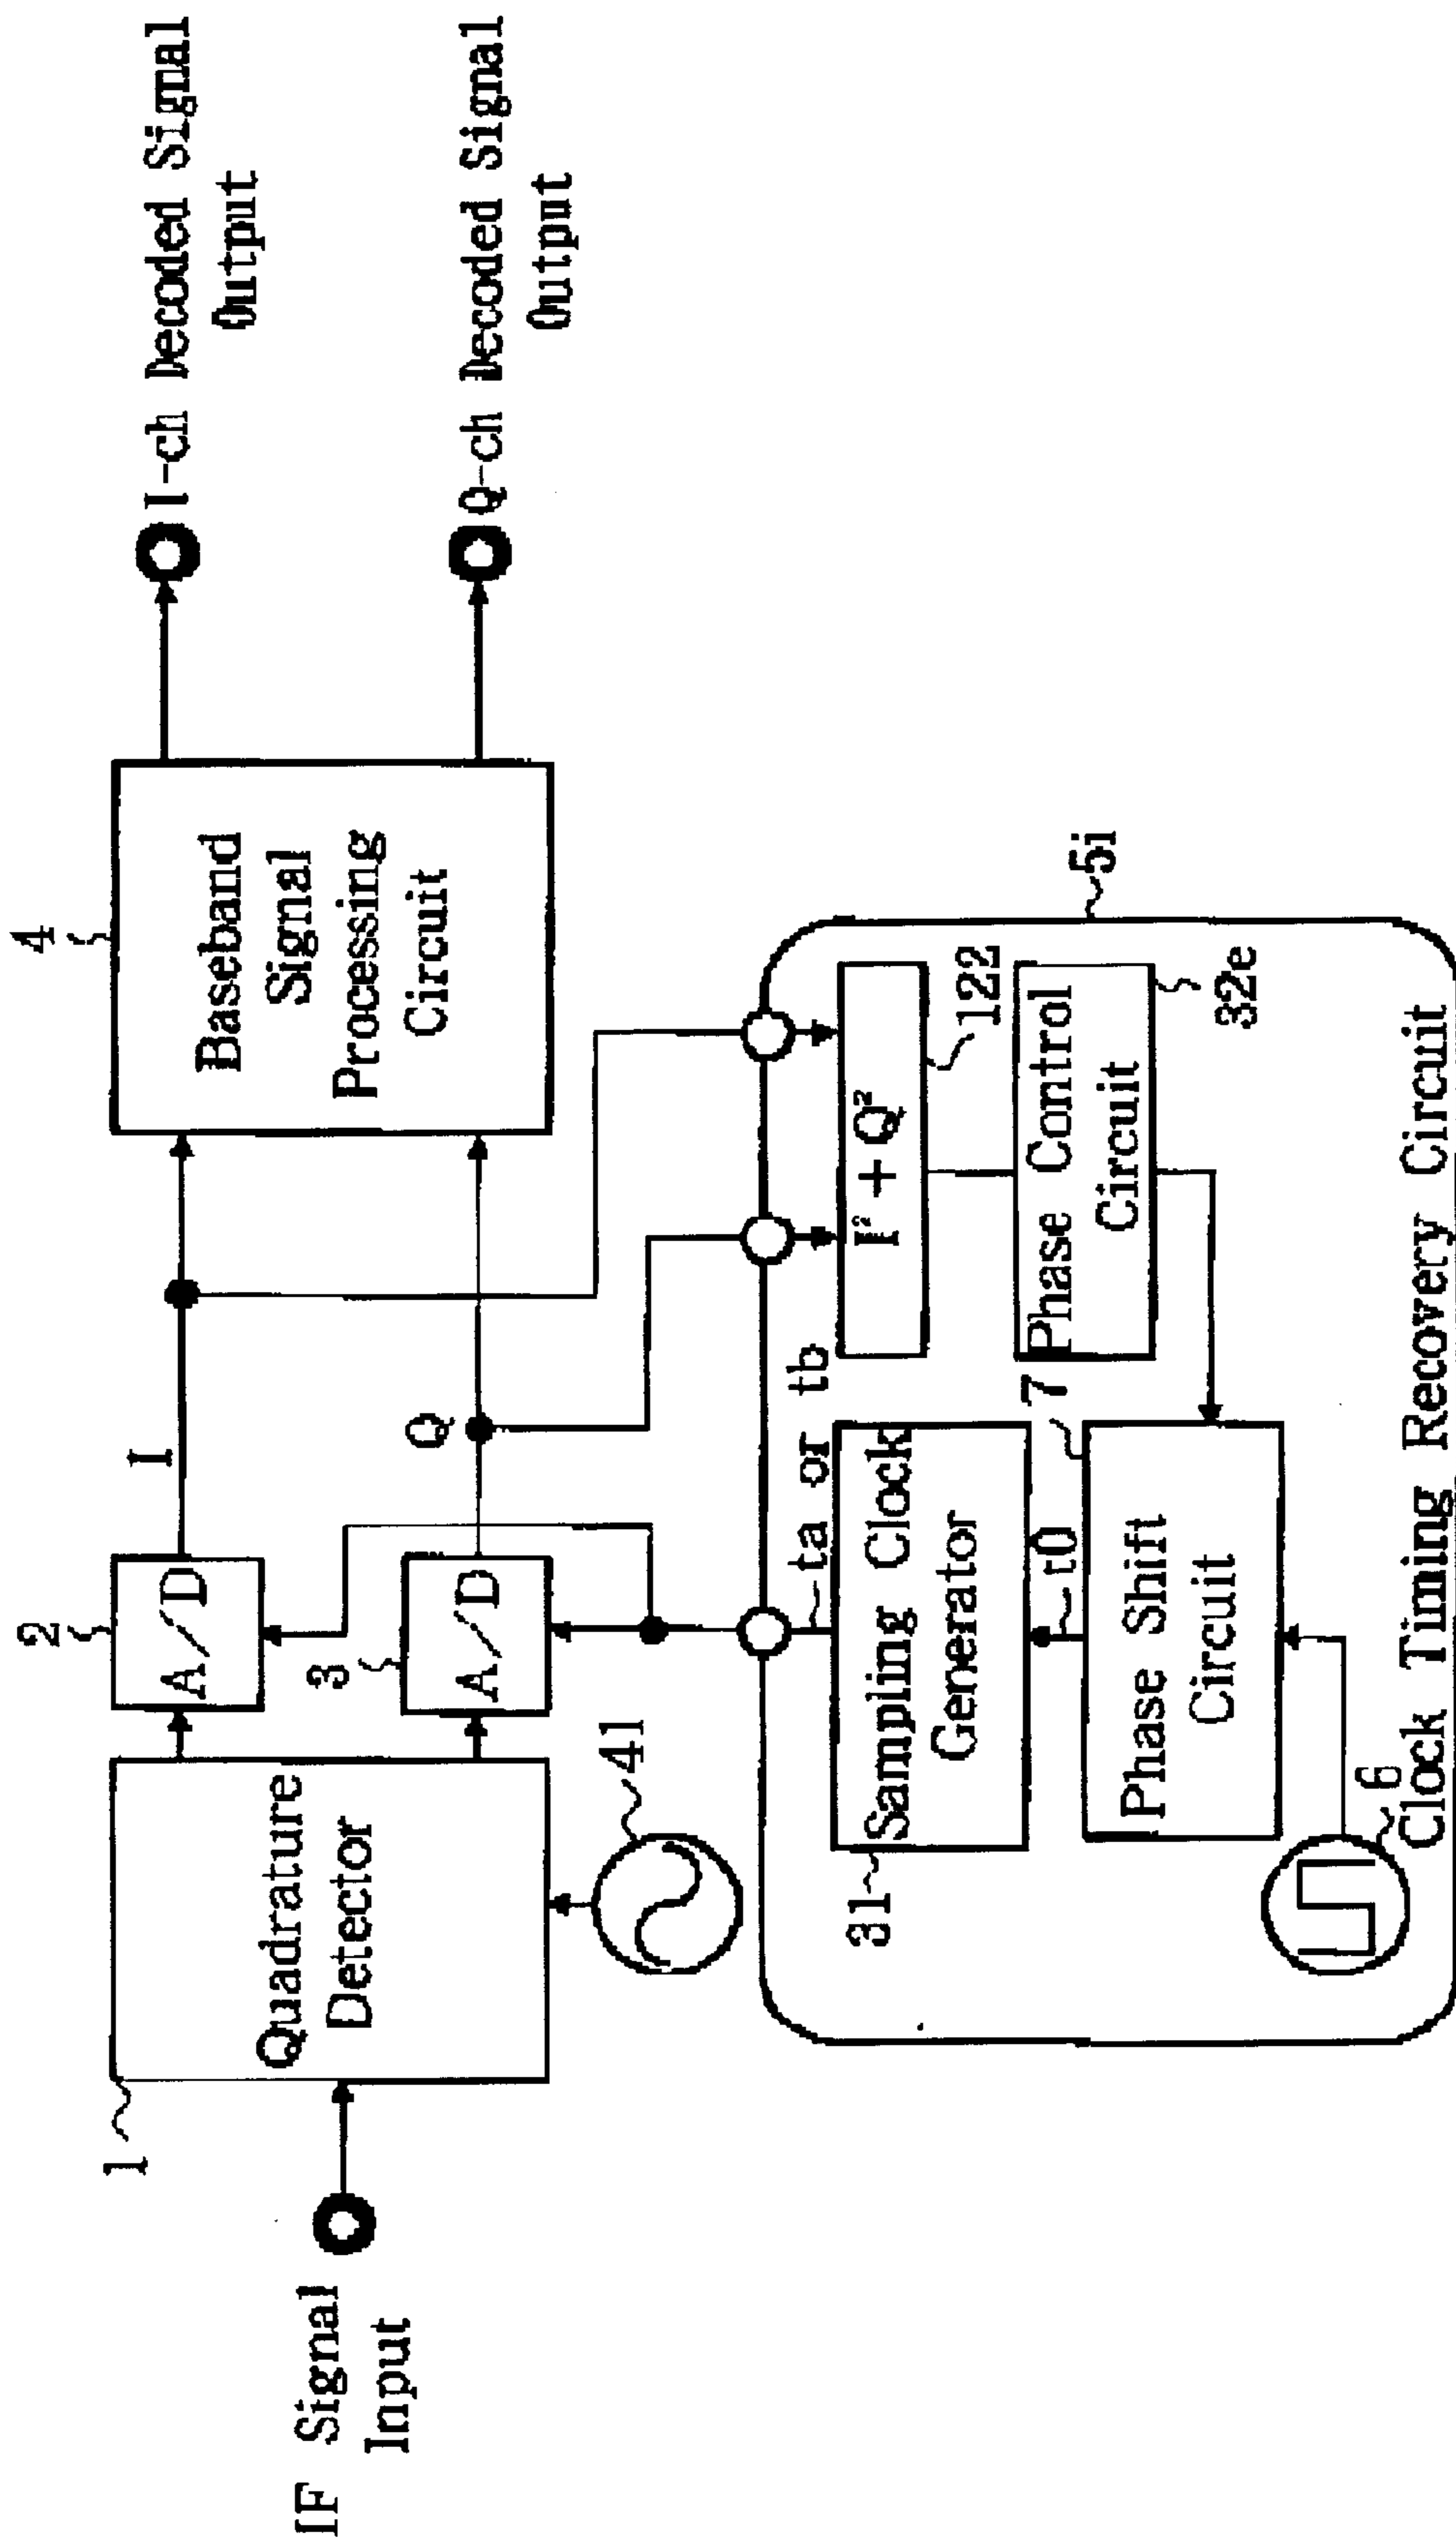 IF Signal
Input
1
Quadrature
Detector
41
2
A/D
3
A/D
I
Q
4
Baseband
Signal
Processing
Circuit
I-ch Decoded Signal
Output
Q-ch Decoded Signal
Output
5i
ta or tb
31
Sampling Clock
Generator
t0
7
Phase Shift
Circuit
6
I² + Q²
122
Phase Control
Circuit
32e
Clock Timing Recovery Circuit